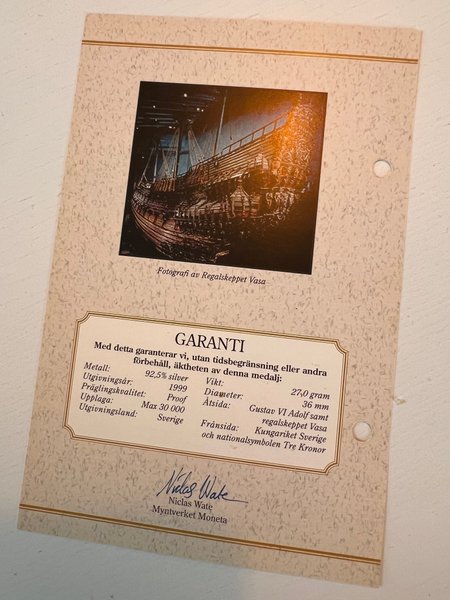 Fotografi av Regalskeppet Vasa
GARANTI
Med detta garanterar vi, utan tidsbegränsning eller andra
förbehåll, äktheten av denna medalj:
Metall: 92,5% silver
Utgivningsår: 1999
Präglingskvalitet: Proof
Upplaga: Max 30 000
Utgivningsland: Sverige
Vikt: 27,0 gram
Diameter: 36 mm
Åtsida: Gustav VI Adolf samt
regalskeppet Vasa
Frånsida: Kungariket Sverige
och nationalsymbolen Tre Kronor
Niclas Wate
Niclas Wate
Myntverket Moneta